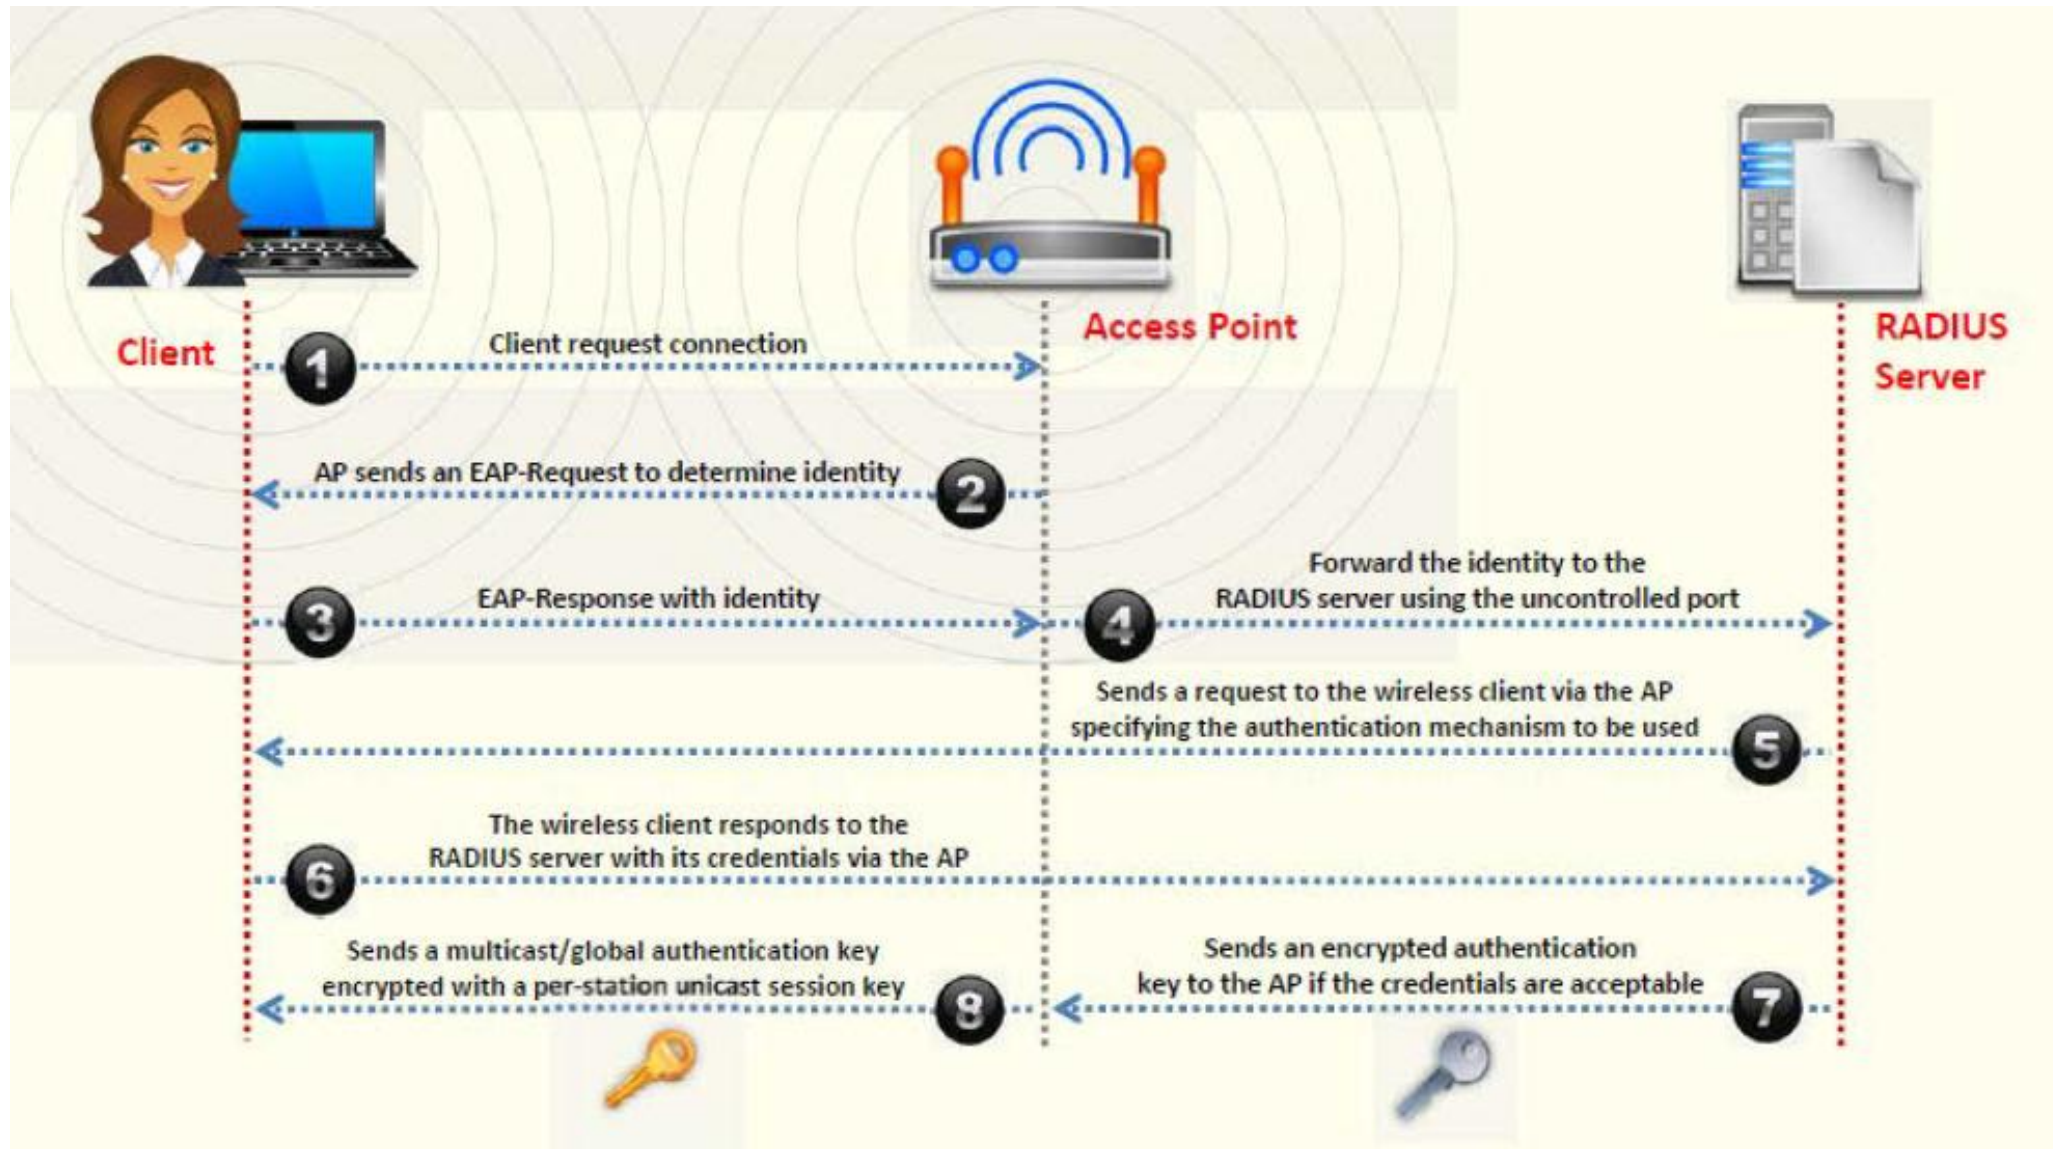 Client
Access Point
RADIUS
Server
1
Client request connection
AP sends an EAP-Request to determine identity
2
3
EAP-Response with identity
4
Forward the identity to the
RADIUS server using the uncontrolled port
Sends a request to the wireless client via the AP
specifying the authentication mechanism to be used
5
The wireless client responds to the
RADIUS server with its credentials via the AP
6
Sends an encrypted authentication
key to the AP if the credentials are acceptable
7
Sends a multicast/global authentication key
encrypted with a per-station unicast session key
8